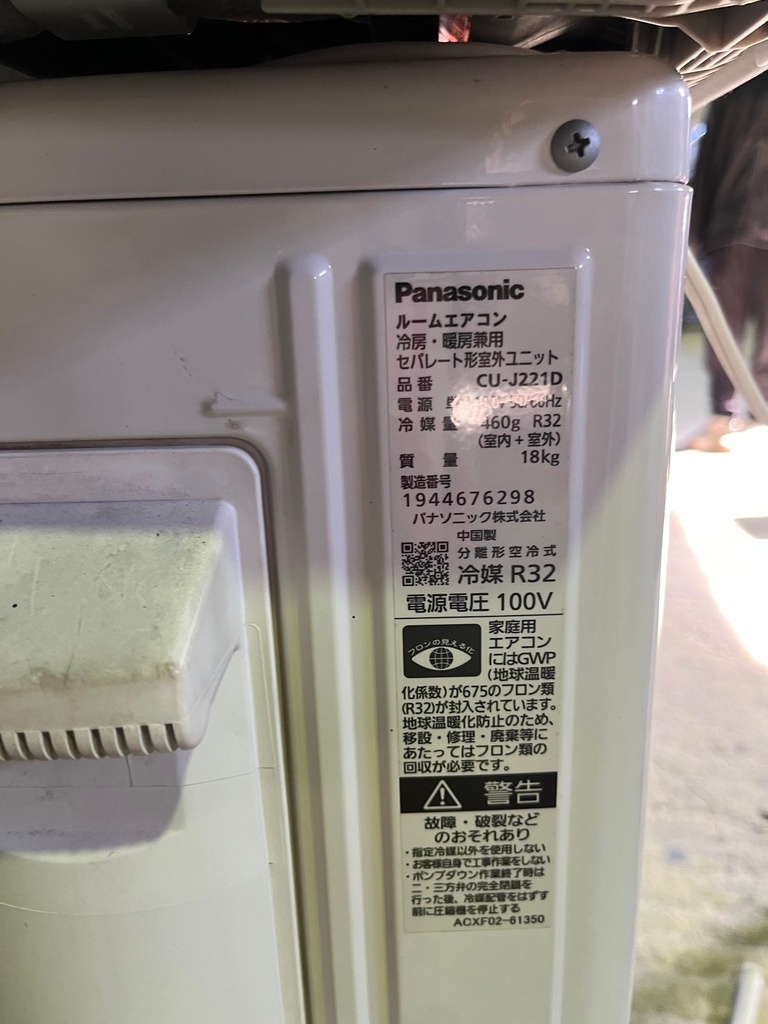 Panasonic
ルームエアコン
冷房・暖房兼用
セパレート形室外ユニット
品番 CU-J221D
電源 単 100V 50/60Hz
冷媒量 460g R32
(室内+室外)
質量 18kg
製造番号
1944676298
パナソニック株式会社
中国製
分離形空冷式
冷媒 R32
電源電圧 100V
フロンの見える化
家庭用
エアコン
にはGWP
(地球温暖
化係数)が675のフロン類
(R32)が封入されています。
地球温暖化防止のため、
移設・修理・廃棄等に
あたってはフロン類の
回収が必要です。
警告
故障・破裂など
のおそれあり
・指定冷媒以外を使用しない
・お客様自身で工事作業をしない
・ポンプダウン作業終了時は
二・三方弁の完全閉鎖を
行った後、冷媒配管をはずす
前に圧縮機を停止する
ACXF02-61350